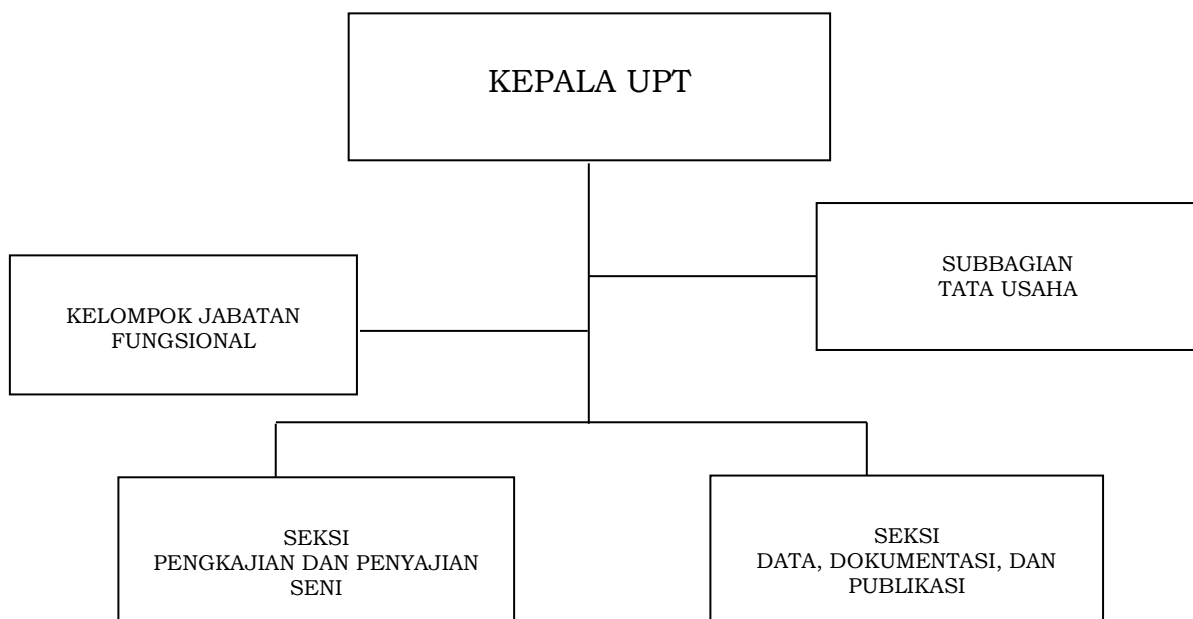 KEPALA UPT
SUBBAGIAN
TATA USAHA
KELOMPOK JABATAN
FUNGSIONAL
SEKSI
PENGKAJIAN DAN PENYAJIAN
SENI
SEKSI
DATA, DOKUMENTASI, DAN
PUBLIKASI